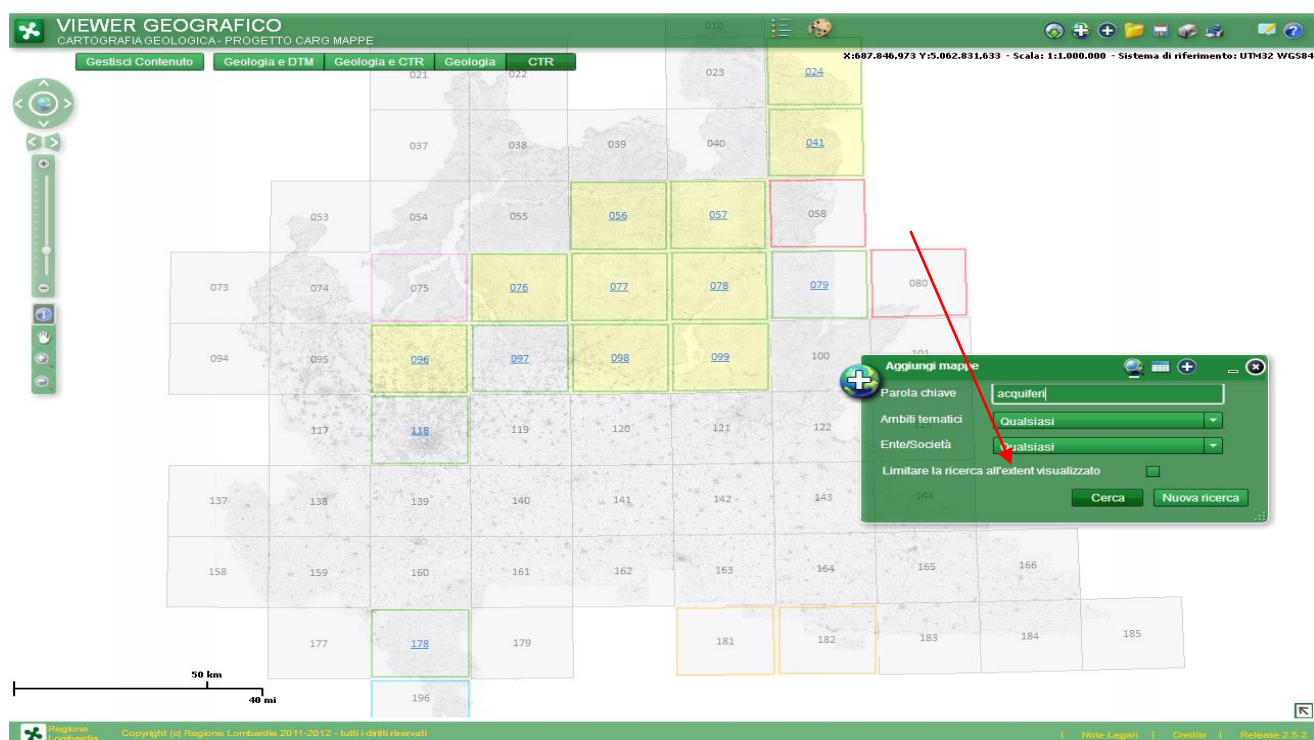 VIEWER GEOGRAFICO
CARTOGRAFIA GEOLOGICA - PROGETTO CARG MAPPE
X:687.846,973 Y:5.062.831,633 - Scala: 1:1.000.000 - Sistema di riferimento: UTM32 WGS84
Gestisci Contenuto Geologia e DTM Geologia e CTR Geologia CTR
010
021 022 023 024
037 038 039 040 041
053 054 055 056 057 058
073 074 075 076 077 078 079 080
094 095 096 097 098 099 100 101
Aggiungi mappe
Parola chiave acquiferi
Ambiti tematici Qualsiasi
Ente/Società Qualsiasi
Limitare la ricerca all'extent visualizzato
Cerca Nuova ricerca
117 118 119 120 121 122
137 138 139 140 141 142 143 144
158 159 160 161 162 163 164 165 166
177 178 179 181 182 183 184 185
196
50 km
40 mi
Regione
Lombardia
Copyright (c) Regione Lombardia 2011-2012 - tutti i diritti riservati
| Note Legali | Credits | Release 2.5.2